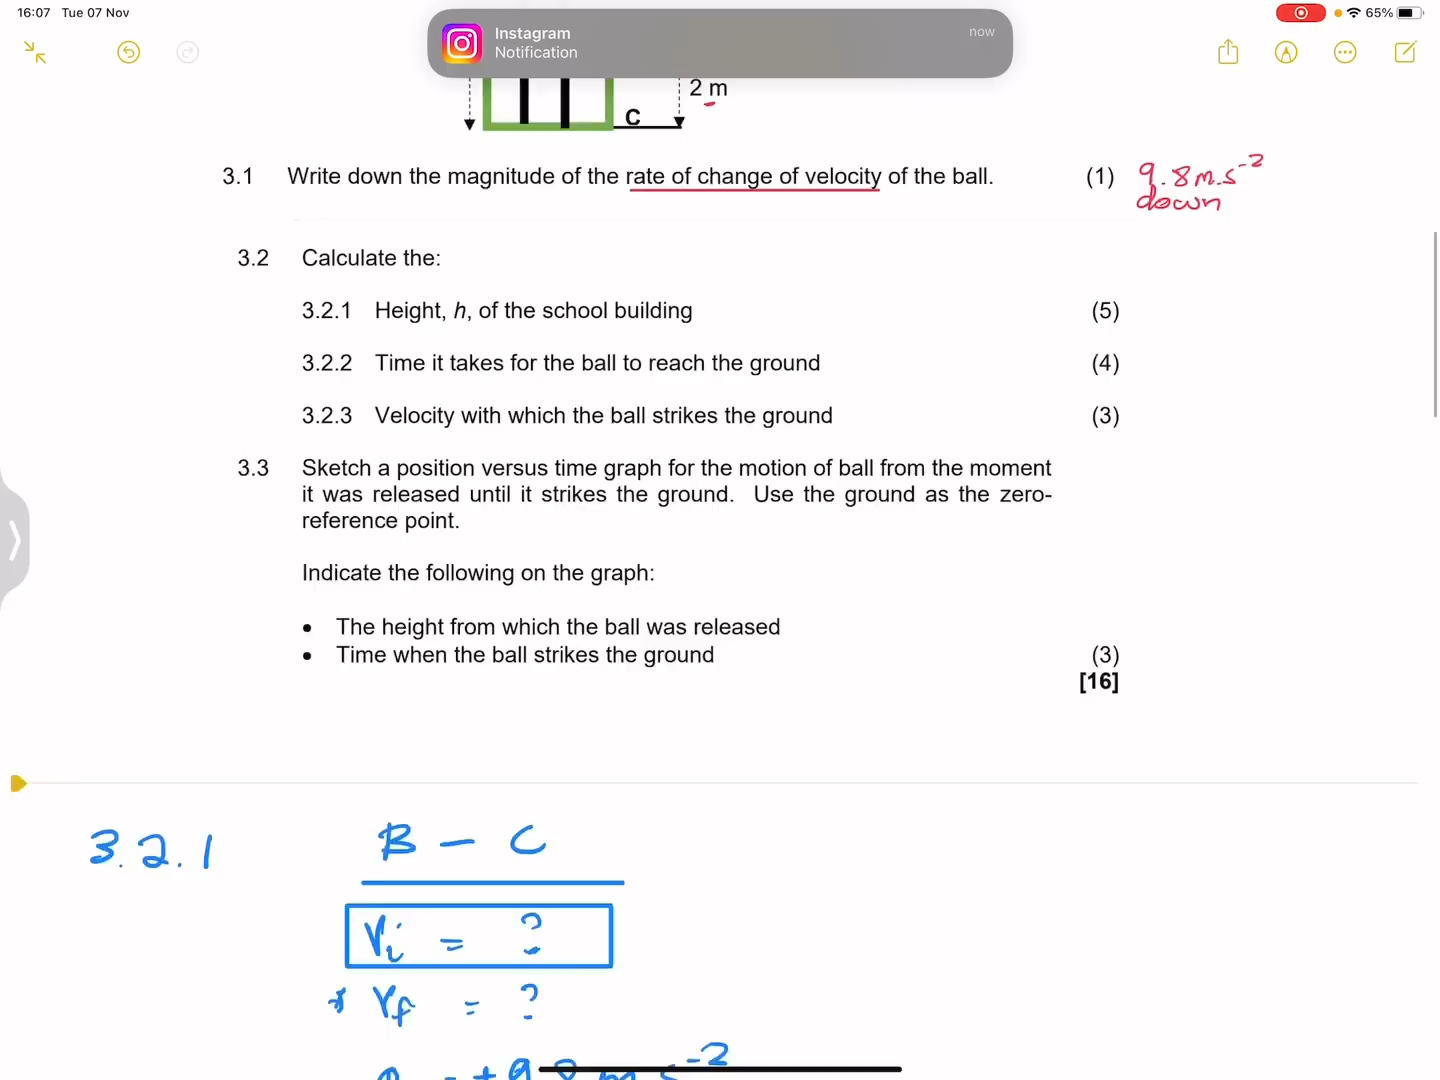 16:07 Tue 07 Nov
65%
Instagram
now
Notification
2 m
C
3.1 Write down the magnitude of the rate of change of velocity of the ball. (1) 9.8 m.s⁻²
down
3.2 Calculate the:
3.2.1 Height, h, of the school building (5)
3.2.2 Time it takes for the ball to reach the ground (4)
3.2.3 Velocity with which the ball strikes the ground (3)
3.3 Sketch a position versus time graph for the motion of ball from the moment
it was released until it strikes the ground. Use the ground as the zero-
reference point.
Indicate the following on the graph:
• The height from which the ball was released
• Time when the ball strikes the ground (3)
[16]
3.2.1 B - C
Vi = ?
* Vf = ?